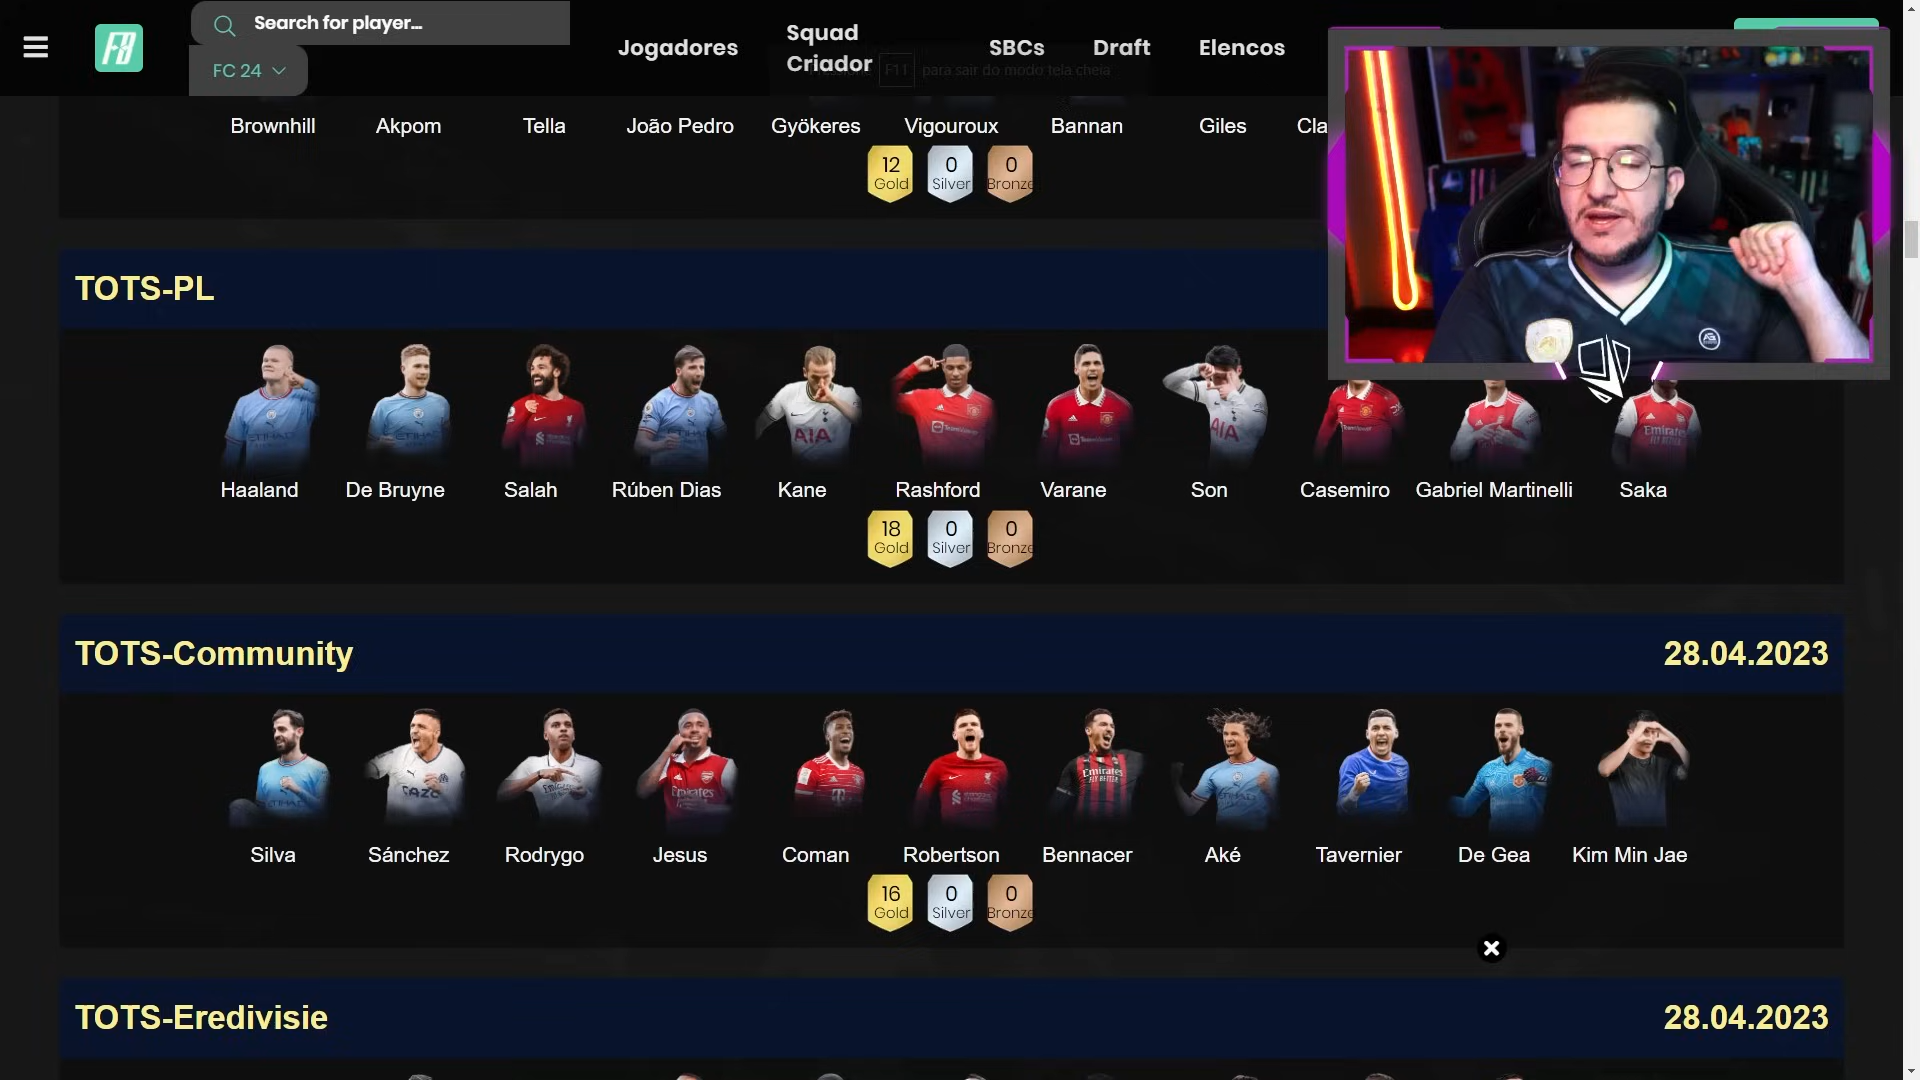 Search for player...
FC 24
Jogadores
Squad
Criador
SBCs
Draft
Elencos
F11 para sair do modo tela cheia
Brownhill
Akpom
Tella
João Pedro
Gyökeres
Vigouroux
Bannan
Giles
Cla
12
Gold
0
Silver
0
Bronze
TOTS-PL
Haaland
De Bruyne
Salah
Rúben Dias
Kane
Rashford
Varane
Son
Casemiro
Gabriel Martinelli
Saka
18
Gold
0
Silver
0
Bronze
TOTS-Community
28.04.2023
Silva
Sánchez
Rodrygo
Jesus
Coman
Robertson
Bennacer
Aké
Tavernier
De Gea
Kim Min Jae
16
Gold
0
Silver
0
Bronze
TOTS-Eredivisie
28.04.2023